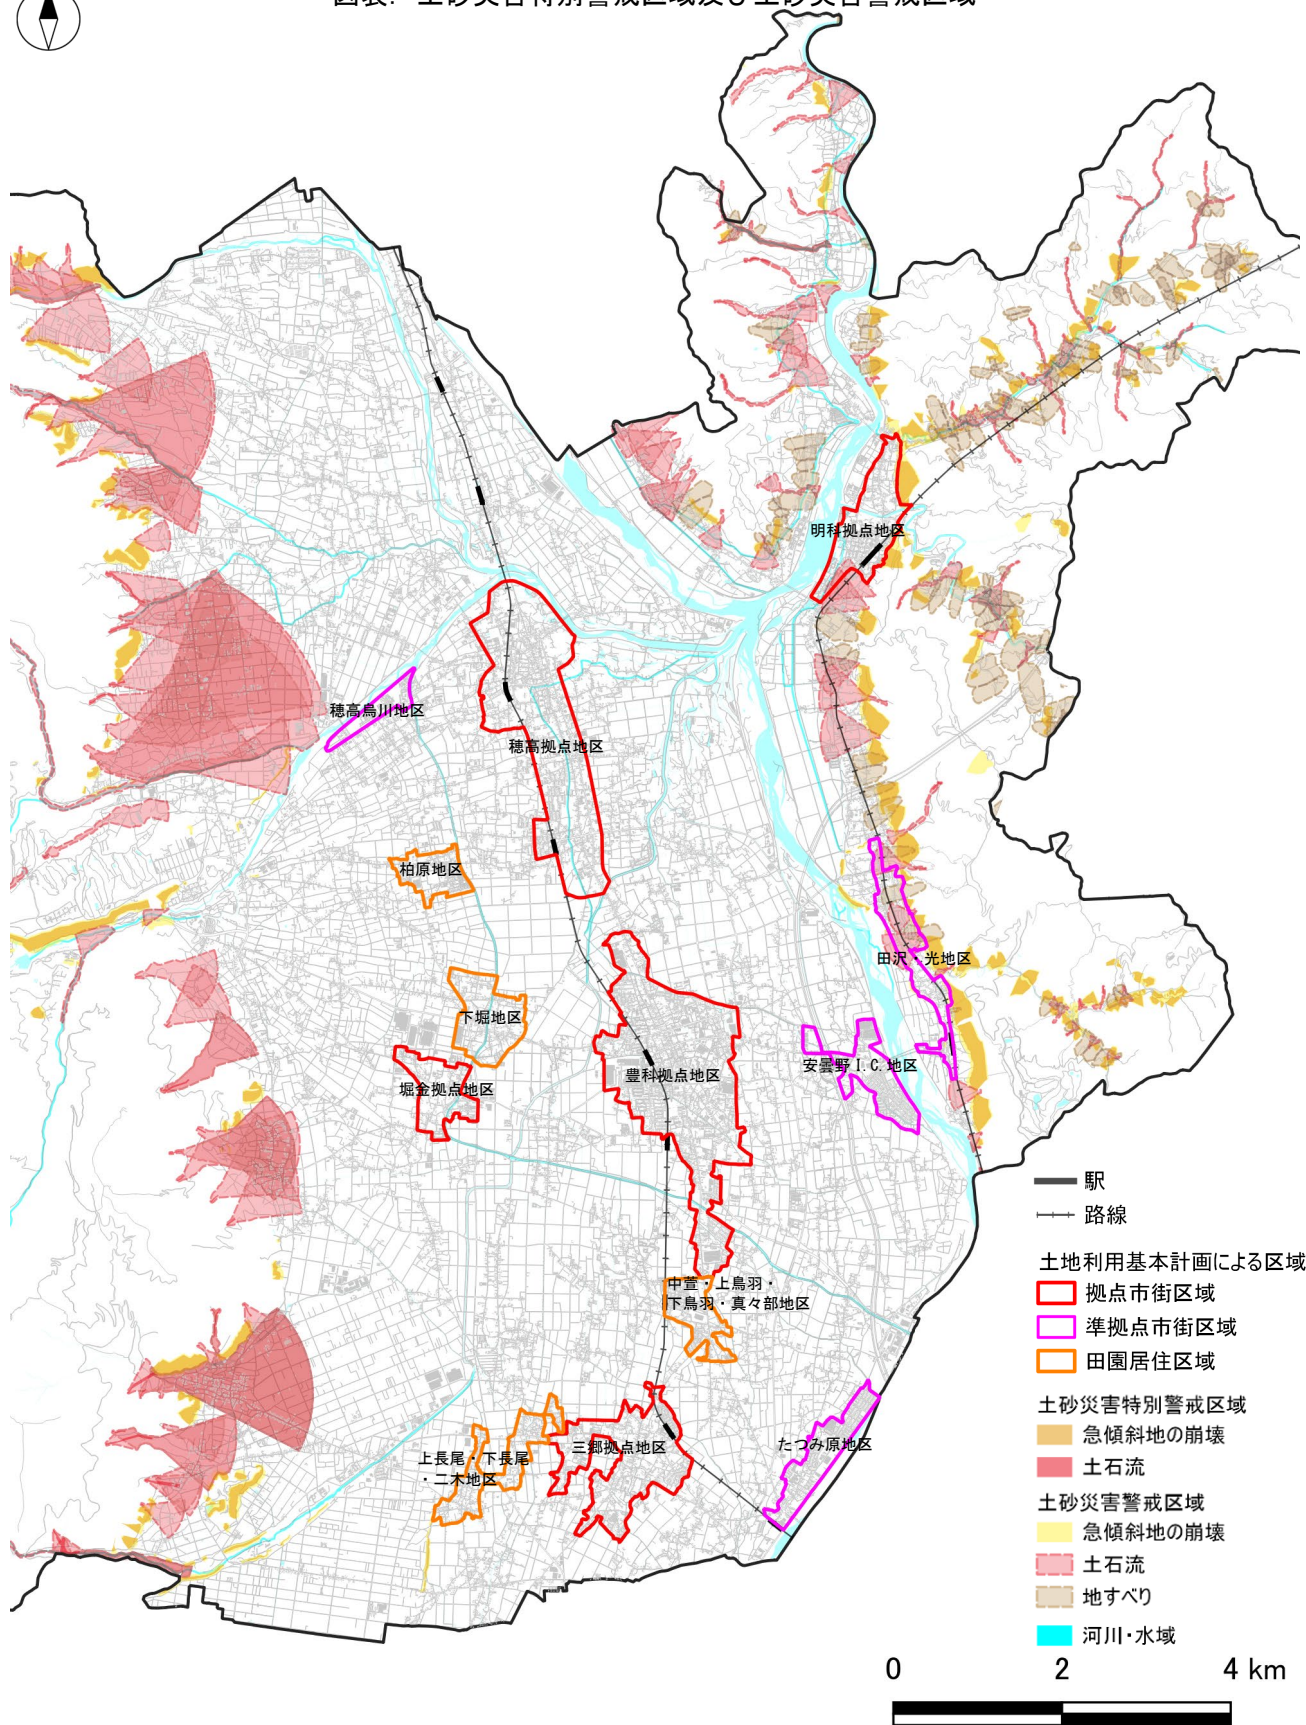 図表. 土砂災害特別警戒区域及び土砂災害警戒区域
明科拠点地区
穂高烏川地区
穂高拠点地区
柏原地区
田沢・光地区
下堀地区
安曇野I.C.地区
豊科拠点地区
堀金拠点地区
中萱・上鳥羽・
下鳥羽・真々部地区
たつみ原地区
三郷拠点地区
上長尾・下長尾
・二木地区
駅
路線
土地利用基本計画による区域
拠点市街区域
準拠点市街区域
田園居住区域
土砂災害特別警戒区域
急傾斜地の崩壊
土石流
土砂災害警戒区域
急傾斜地の崩壊
土石流
地すべり
河川・水域
0 2 4 km